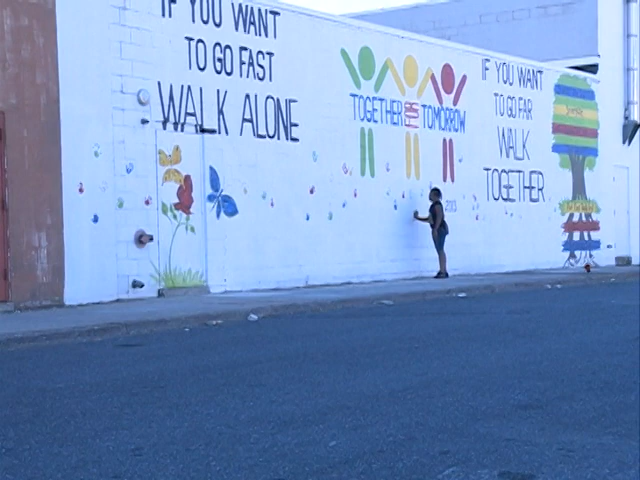 IF YOU WANT
TO GO FAST
WALK ALONE
TOGETHER FOR TOMORROW
2013
IF YOU WANT
TO GO FAR
WALK
TOGETHER